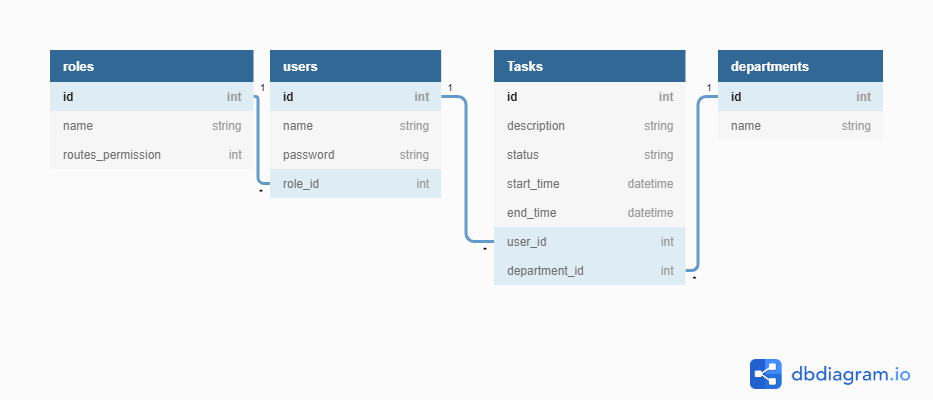 roles
id int
name string
routes_permission int
users
id int
name string
password string
role_id int
Tasks
id int
description string
status string
start_time datetime
end_time datetime
user_id int
department_id int
departments
id int
name string
1
*
1
*
1
*
dbdiagram.io